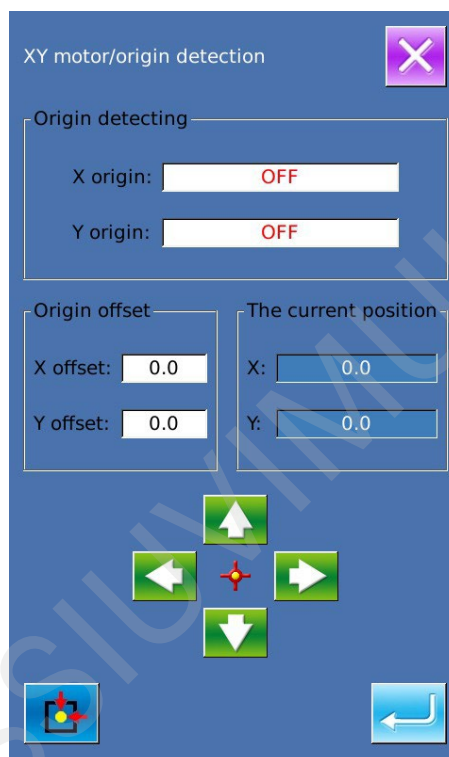 XY motor/origin detection
Origin detecting
X origin: OFF
Y origin: OFF
Origin offset
X offset: 0.0
Y offset: 0.0
The current position
X: 0.0
Y: 0.0